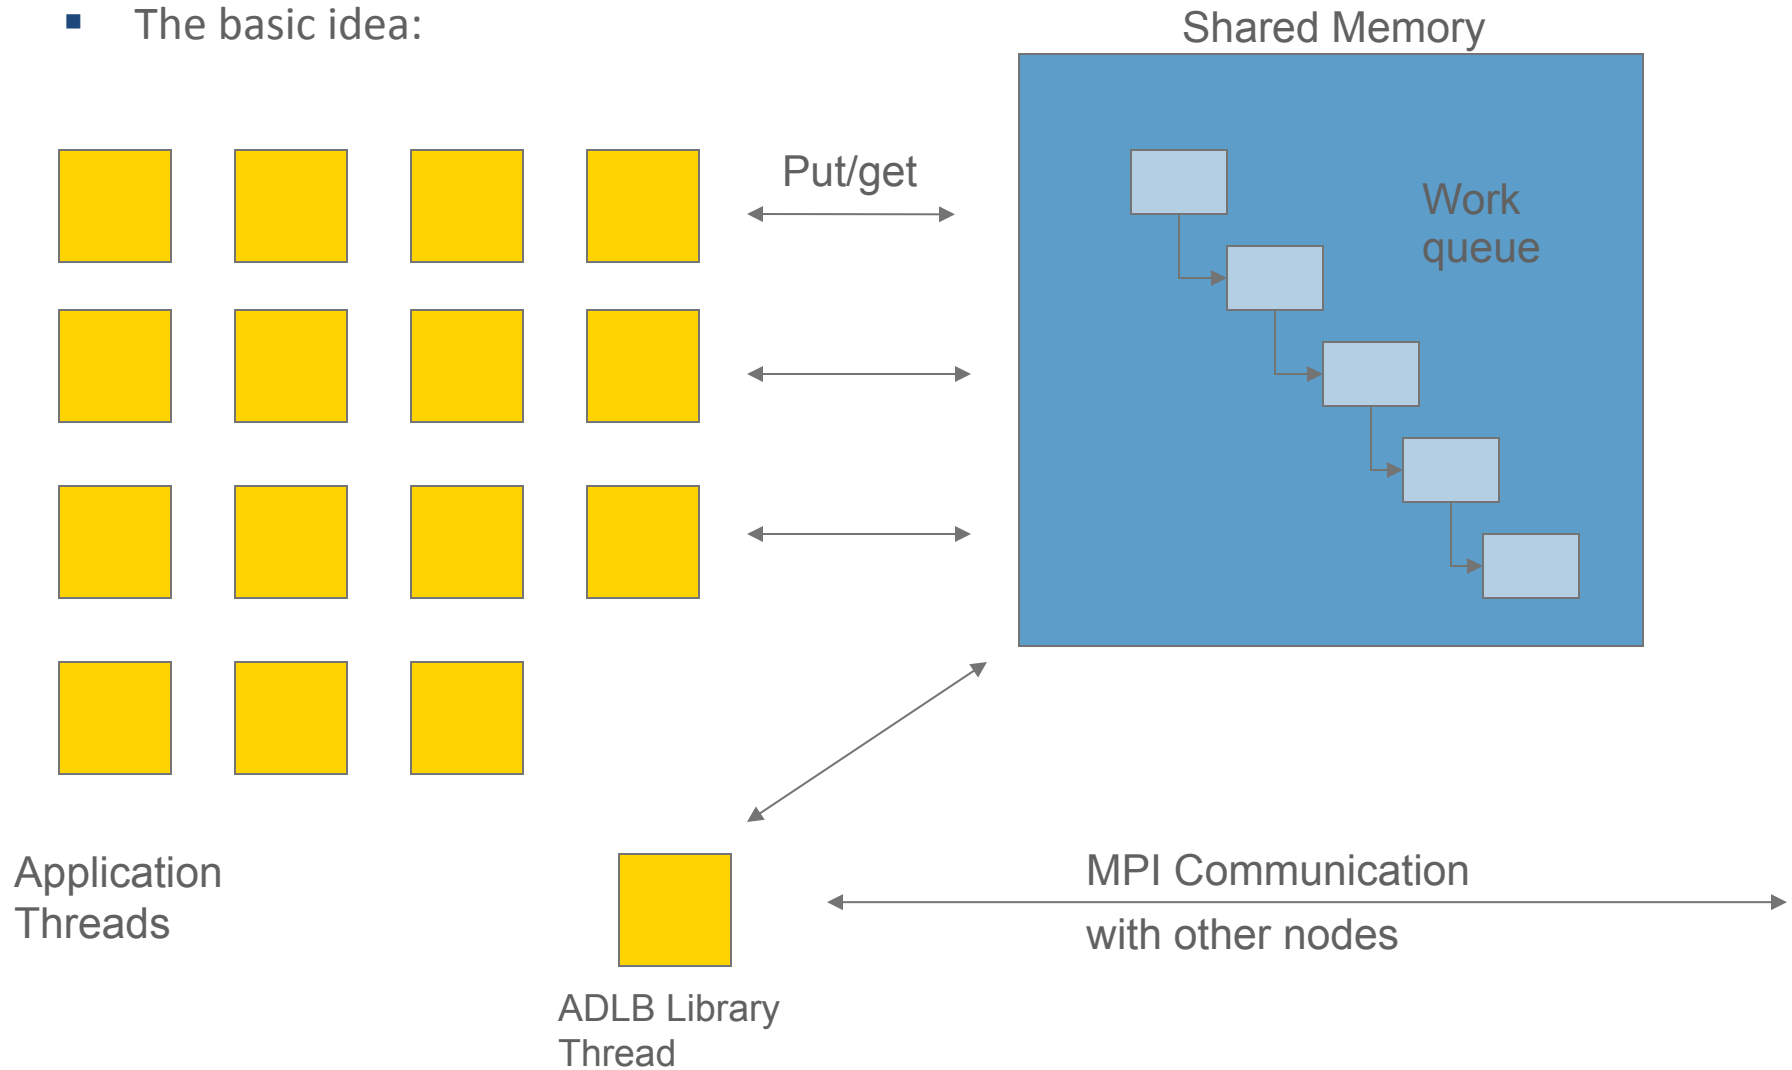 ▪ The basic idea:
Shared Memory
Put/get
Work
queue
Application
Threads
MPI Communication
with other nodes
ADLB Library
Thread